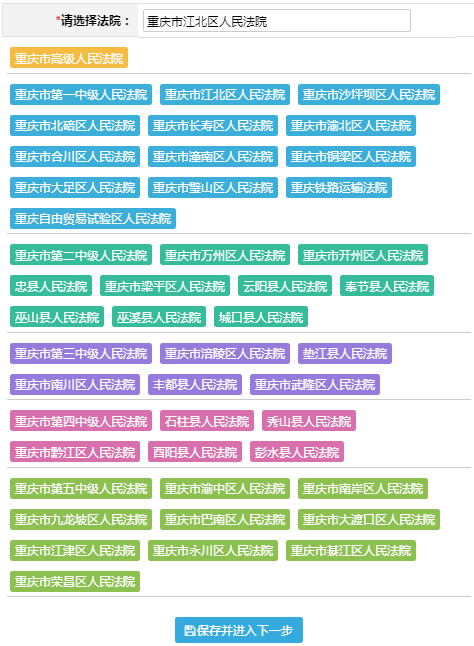 *请选择法院： 重庆市江北区人民法院
重庆市高级人民法院
重庆市第一中级人民法院 重庆市江北区人民法院 重庆市沙坪坝区人民法院
重庆市北碚区人民法院 重庆市长寿区人民法院 重庆市渝北区人民法院
重庆市合川区人民法院 重庆市潼南区人民法院 重庆市铜梁区人民法院
重庆市大足区人民法院 重庆市璧山区人民法院 重庆铁路运输法院
重庆自由贸易试验区人民法院
重庆市第二中级人民法院 重庆市万州区人民法院 重庆市开州区人民法院
忠县人民法院 重庆市梁平区人民法院 云阳县人民法院 奉节县人民法院
巫山县人民法院 巫溪县人民法院 城口县人民法院
重庆市第三中级人民法院 重庆市涪陵区人民法院 垫江县人民法院
重庆市南川区人民法院 丰都县人民法院 重庆市武隆区人民法院
重庆市第四中级人民法院 石柱县人民法院 秀山县人民法院
重庆市黔江区人民法院 酉阳县人民法院 彭水县人民法院
重庆市第五中级人民法院 重庆市渝中区人民法院 重庆市南岸区人民法院
重庆市九龙坡区人民法院 重庆市巴南区人民法院 重庆市大渡口区人民法院
重庆市江津区人民法院 重庆市永川区人民法院 重庆市綦江区人民法院
重庆市荣昌区人民法院
保存并进入下一步